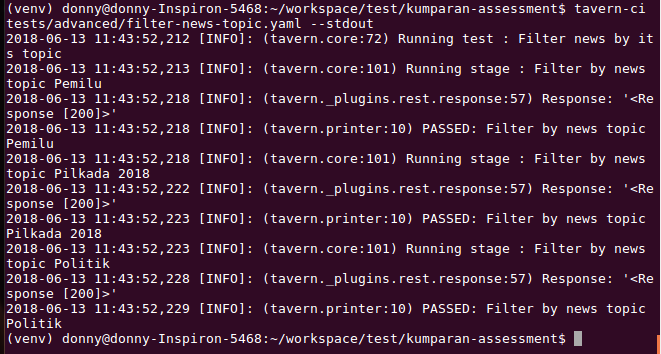 (venv) donny@donny-Inspiron-5468:~/workspace/test/kumparan-assessment$ tavern-ci
tests/advanced/filter-news-topic.yaml --stdout
2018-06-13 11:43:52,212 [INFO]: (tavern.core:72) Running test : Filter news by it
s topic
2018-06-13 11:43:52,213 [INFO]: (tavern.core:101) Running stage : Filter by news
topic Pemilu
2018-06-13 11:43:52,218 [INFO]: (tavern._plugins.rest.response:57) Response: '<Re
sponse [200]>'
2018-06-13 11:43:52,218 [INFO]: (tavern.printer:10) PASSED: Filter by news topic
Pemilu
2018-06-13 11:43:52,218 [INFO]: (tavern.core:101) Running stage : Filter by news
topic Pilkada 2018
2018-06-13 11:43:52,222 [INFO]: (tavern._plugins.rest.response:57) Response: '<Re
sponse [200]>'
2018-06-13 11:43:52,223 [INFO]: (tavern.printer:10) PASSED: Filter by news topic
Pilkada 2018
2018-06-13 11:43:52,223 [INFO]: (tavern.core:101) Running stage : Filter by news
topic Politik
2018-06-13 11:43:52,228 [INFO]: (tavern._plugins.rest.response:57) Response: '<Re
sponse [200]>'
2018-06-13 11:43:52,229 [INFO]: (tavern.printer:10) PASSED: Filter by news topic
Politik
(venv) donny@donny-Inspiron-5468:~/workspace/test/kumparan-assessment$